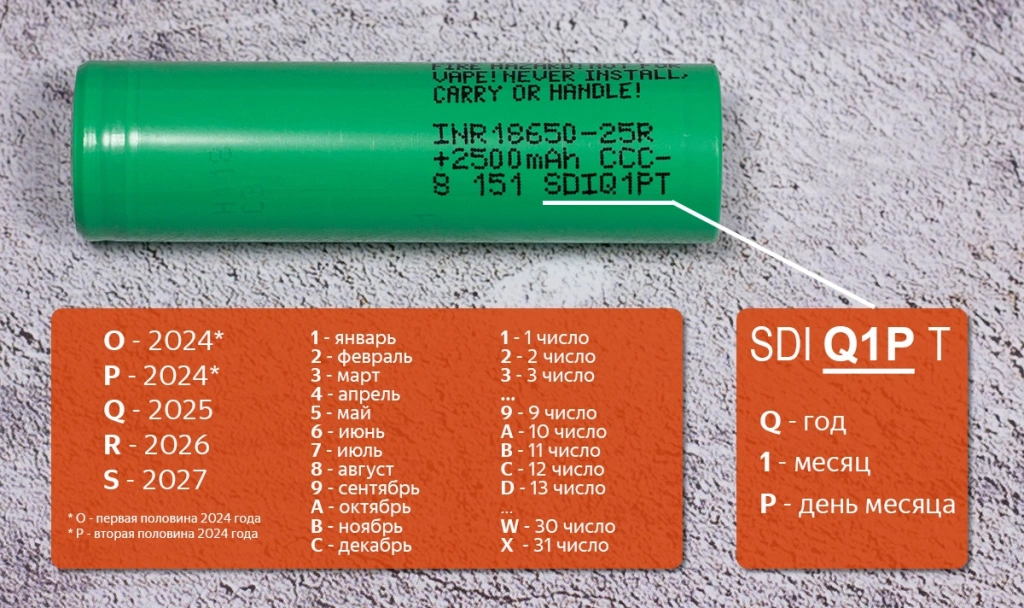 FIRE HAZARD! NOT FOR
VAPE! NEVER INSTALL,
CARRY OR HANDLE!
INR18650-25R
+2500mAh CCC-
8 151 SDIQ1PT
O - 2024*
P - 2024*
Q - 2025
R - 2026
S - 2027
* O - первая половина 2024 года
* P - вторая половина 2024 года
1 - январь
2 - февраль
3 - март
4 - апрель
5 - май
6 - июнь
7 - июль
8 - август
9 - сентябрь
A - октябрь
B - ноябрь
C - декабрь
1 - 1 число
2 - 2 число
3 - 3 число
...
9 - 9 число
A - 10 число
B - 11 число
C - 12 число
D - 13 число
...
W - 30 число
X - 31 число
SDI Q1P T
Q - год
1 - месяц
P - день месяца